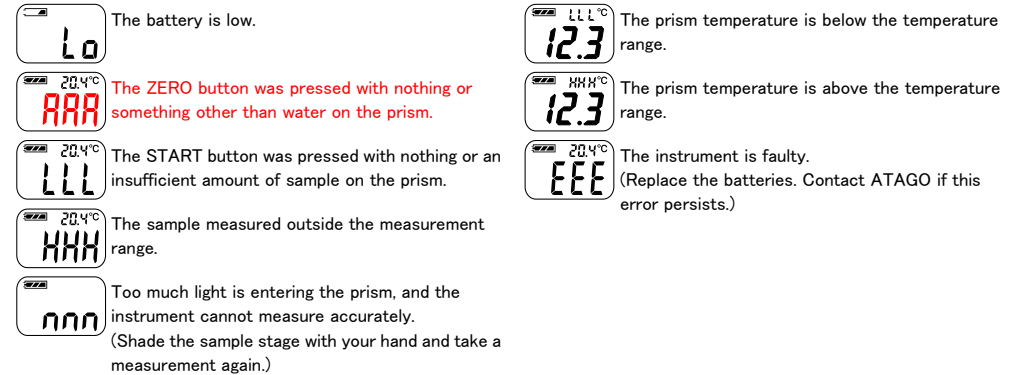 The battery is low.
Lo
20.4℃
The ZERO button was pressed with nothing or
something other than water on the prism.
AAA
20.4℃
The START button was pressed with nothing or an
insufficient amount of sample on the prism.
LLL
20.4℃
The sample measured outside the measurement
range.
HHH
Too much light is entering the prism, and the
instrument cannot measure accurately.
(Shade the sample stage with your hand and take a
measurement again.)
nnn
LLL℃
The prism temperature is below the temperature
range.
12.3
HHH℃
The prism temperature is above the temperature
range.
12.3
20.4℃
The instrument is faulty.
(Replace the batteries. Contact ATAGO if this
error persists.)
EEE